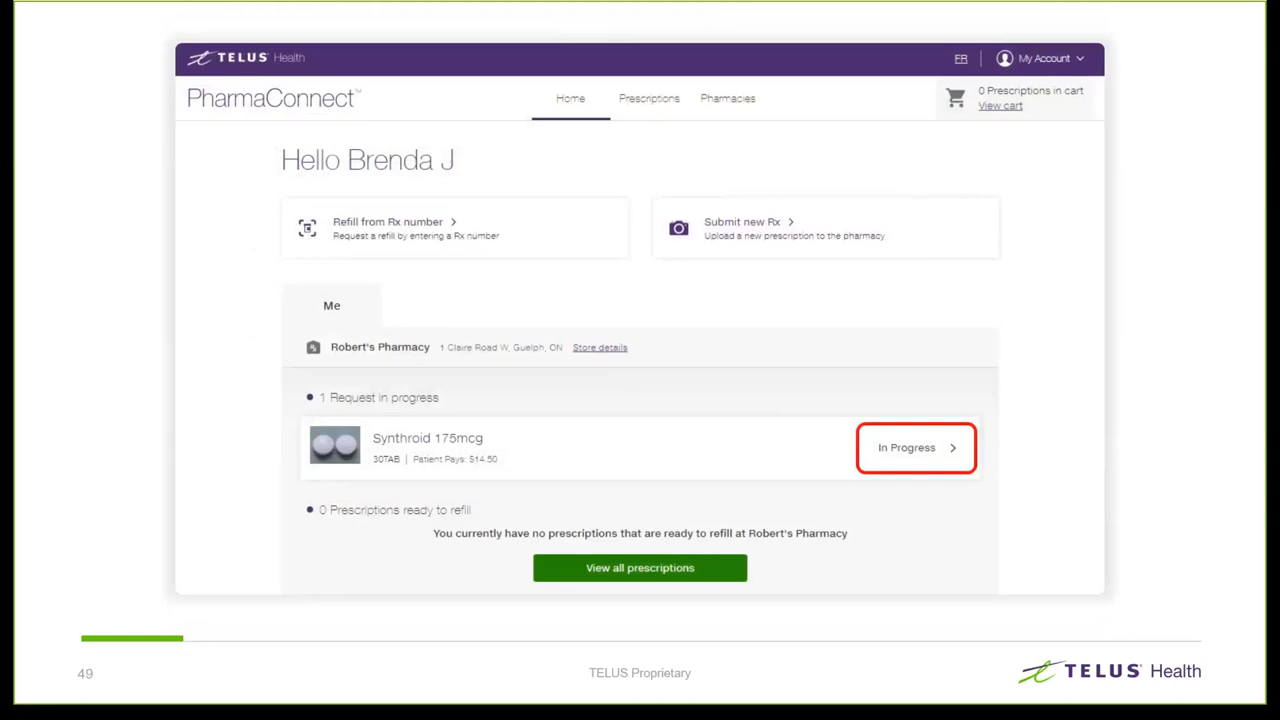 TELUS Health
FR
My Account
PharmaConnect™
Home
Prescriptions
Pharmacies
0 Prescriptions in cart
View cart
Hello Brenda J
Refill from Rx number
Request a refill by entering a Rx number
Submit new Rx
Upload a new prescription to the pharmacy
Me
Robert's Pharmacy 1 Claire Road W, Guelph, ON Store details
1 Request in progress
Synthroid 175mcg
30TAB | Patient Pays: $14.50
In Progress
0 Prescriptions ready to refill
You currently have no prescriptions that are ready to refill at Robert's Pharmacy
View all prescriptions
49
TELUS Proprietary
TELUS Health